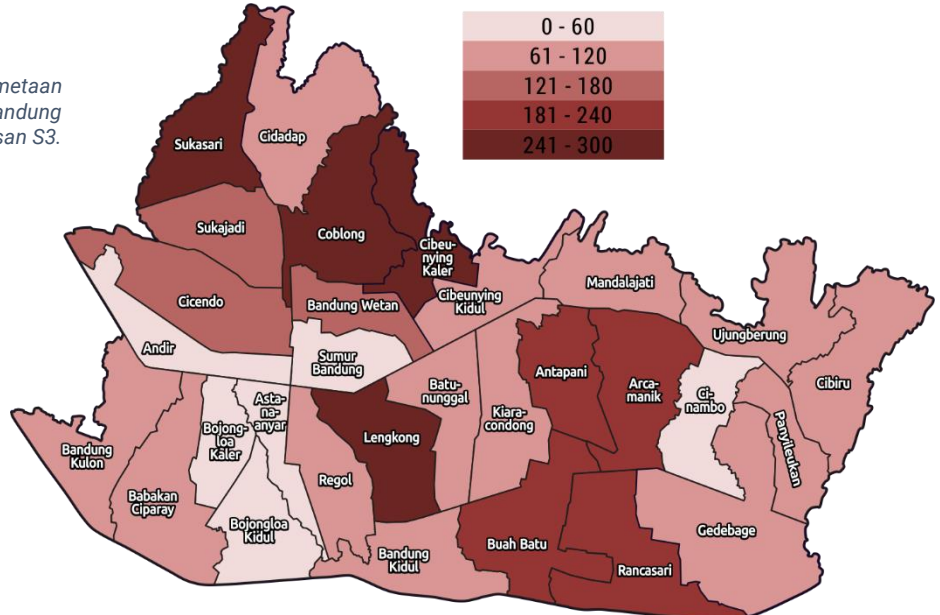 0 - 60
61 - 120
121 - 180
181 - 240
241 - 300
metaan
andung
san S3.
Sukasari
Cidadap
Sukajadi
Coblong
Cibeu-
nying
Kaler
Cicendo
Bandung Wetan
Cibeunying
Kidul
Mandalajati
Ujungberung
Andir
Sumur
Bandung
Antapani
Arca-
manik
Ci-
nambo
Cibiru
Batu-
nunggal
Kiara-
condong
Asta-
na-
anyar
Bojong-
loa
Kaler
Lengkong
Panyileukan
Bandung
Kulon
Babakan
Ciparay
Regol
Bojongloa
Kidul
Bandung
Kidul
Buah Batu
Rancasari
Gedebage